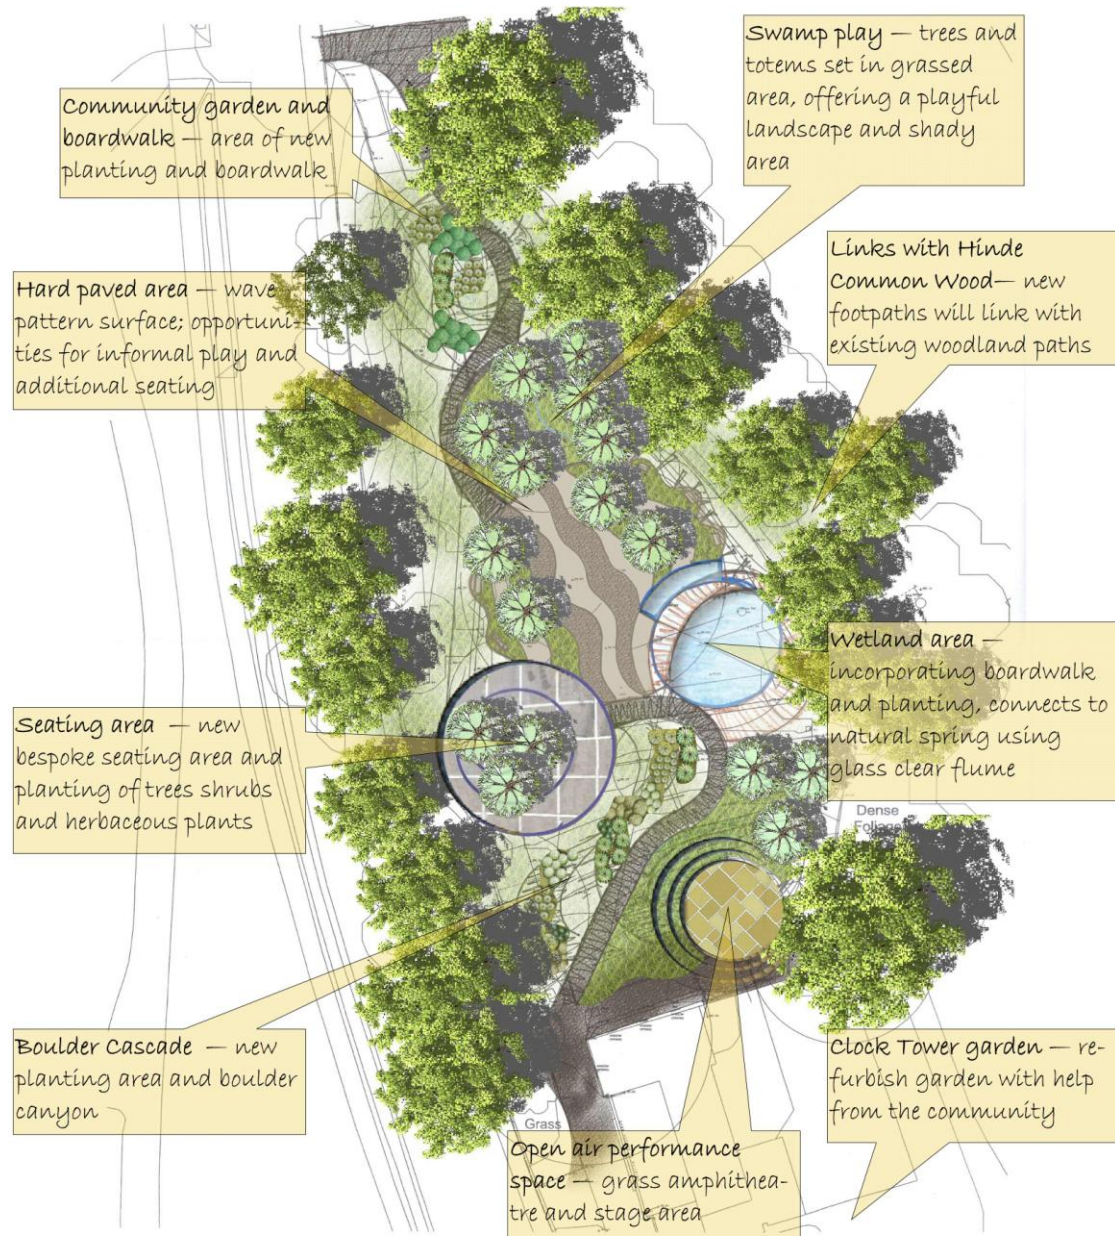 Swamp play — trees and
totems set in grassed
area, offering a playful
landscape and shady
area
Community garden and
boardwalk — area of new
planting and boardwalk
Links with Hinde
Common Wood— new
footpaths will link with
existing woodland paths
Hard paved area — wave
pattern surface; opportuni-
ties for informal play and
additional seating
Wetland area —
incorporating boardwalk
and planting, connects to
natural spring using
glass clear flume
Seating area — new
bespoke seating area and
planting of trees shrubs
and herbaceous plants
Dense
Boulder Cascade — new
planting area and boulder
canyon
Clock Tower garden — re-
furbish garden with help
from the community
Grass
Open air performance
space — grass amphithea-
tre and stage area